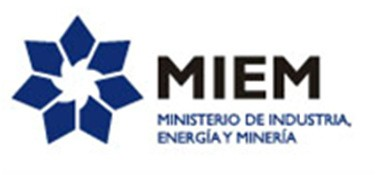 MIEM
MINISTERIO DE INDUSTRIA,
ENERGÍA Y MINERÍA